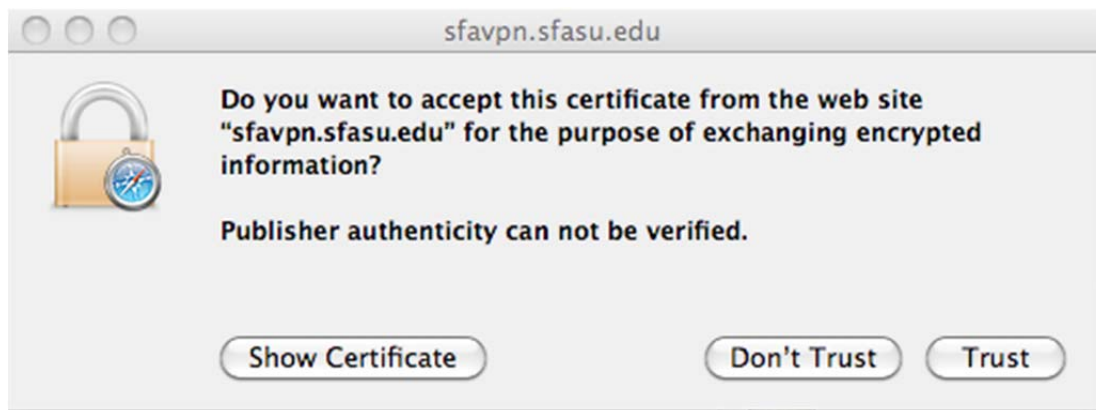 sfavpn.sfasu.edu
Do you want to accept this certificate from the web site
“sfavpn.sfasu.edu” for the purpose of exchanging encrypted
information?
Publisher authenticity can not be verified.
Show Certificate
Don't Trust
Trust